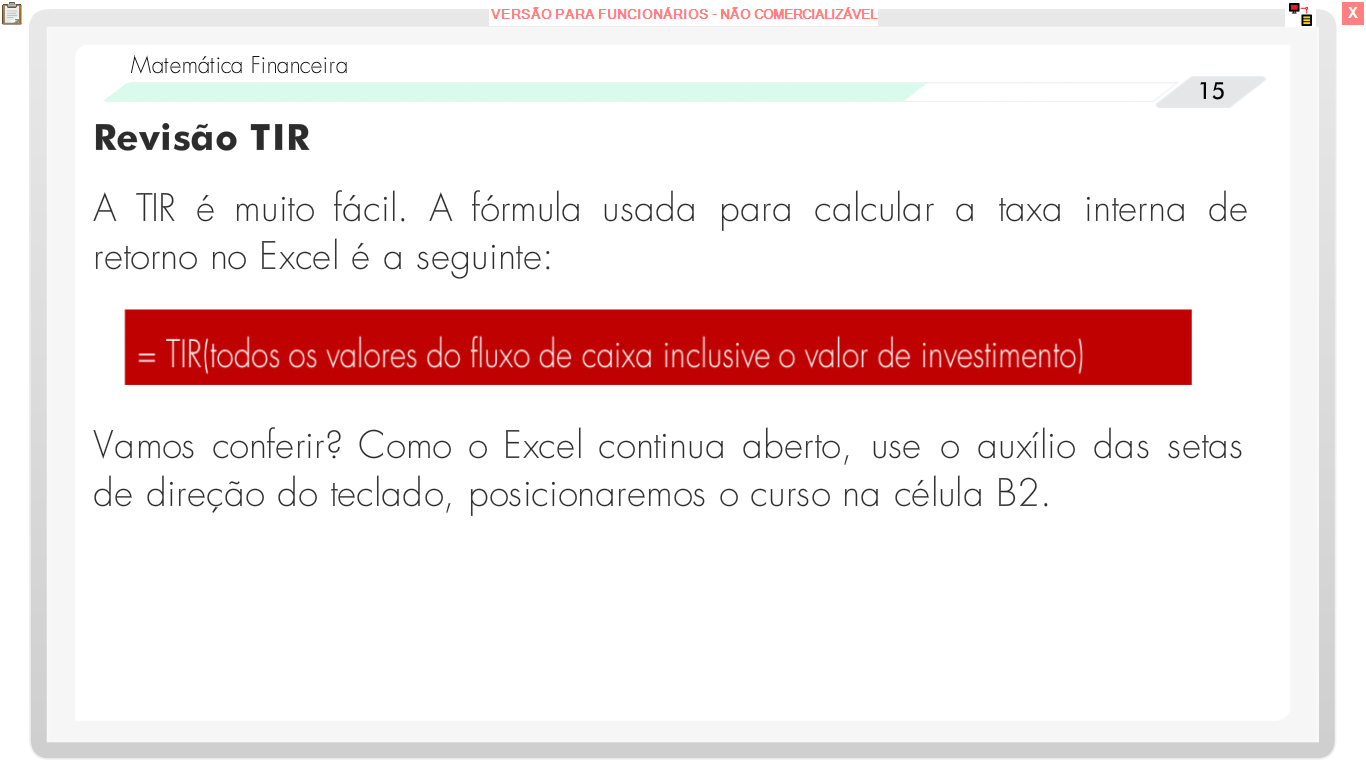 VERSÃO PARA FUNCIONÁRIOS - NÃO COMERCIALIZÁVEL
X
Matemática Financeira
15
Revisão TIR
A TIR é muito fácil. A fórmula usada para calcular a taxa interna de
retorno no Excel é a seguinte:
= TIR(todos os valores do fluxo de caixa inclusive o valor de investimento)
Vamos conferir? Como o Excel continua aberto, use o auxílio das setas
de direção do teclado, posicionaremos o curso na célula B2.